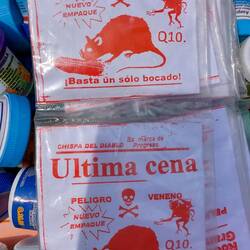 NUEVO
EMPAQUE
Q10.
¡Basta ún sólo bocado!
CHISPA DEL DIABLO
Es marca de
Progreso
Ultima cena
PELIGRO
VENENO
NUEVO
EMPAQUE
Q10.